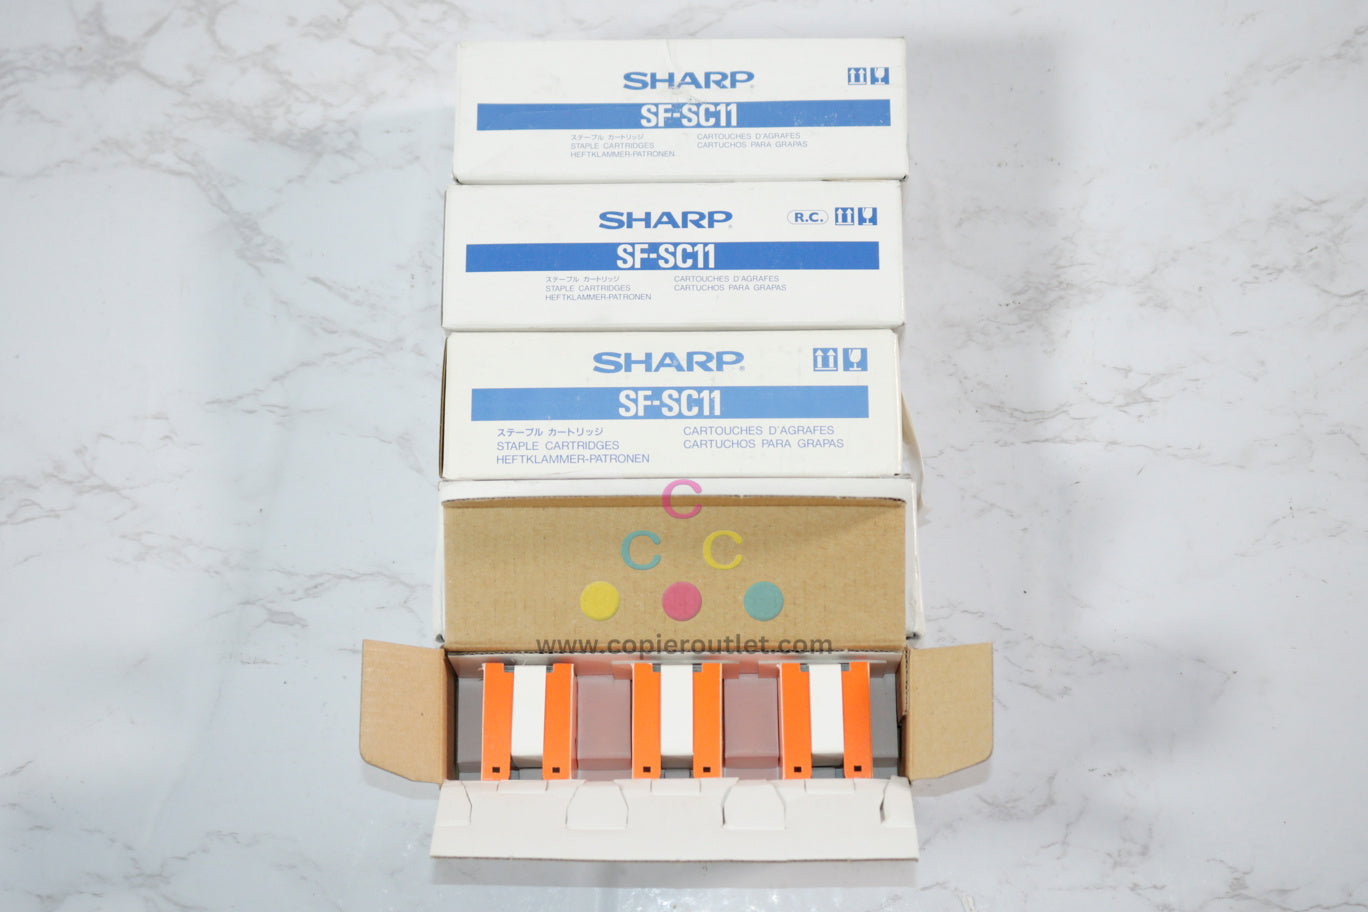 SHARP
SF-SC11
ステープル カートリッジ
STAPLE CARTRIDGES
HEFTKLAMMER-PATRONEN
CARTOUCHES D'AGRAFES
CARTUCHOS PARA GRAPAS
SHARP
R.C.
SF-SC11
ステープル カートリッジ
STAPLE CARTRIDGES
HEFTKLAMMER-PATRONEN
CARTOUCHES D'AGRAFES
CARTUCHOS PARA GRAPAS
SHARP®
SF-SC11
ステープル カートリッジ
STAPLE CARTRIDGES
HEFTKLAMMER-PATRONEN
CARTOUCHES D'AGRAFES
CARTUCHOS PARA GRAPAS
C
C C
www.copieroutlet.com